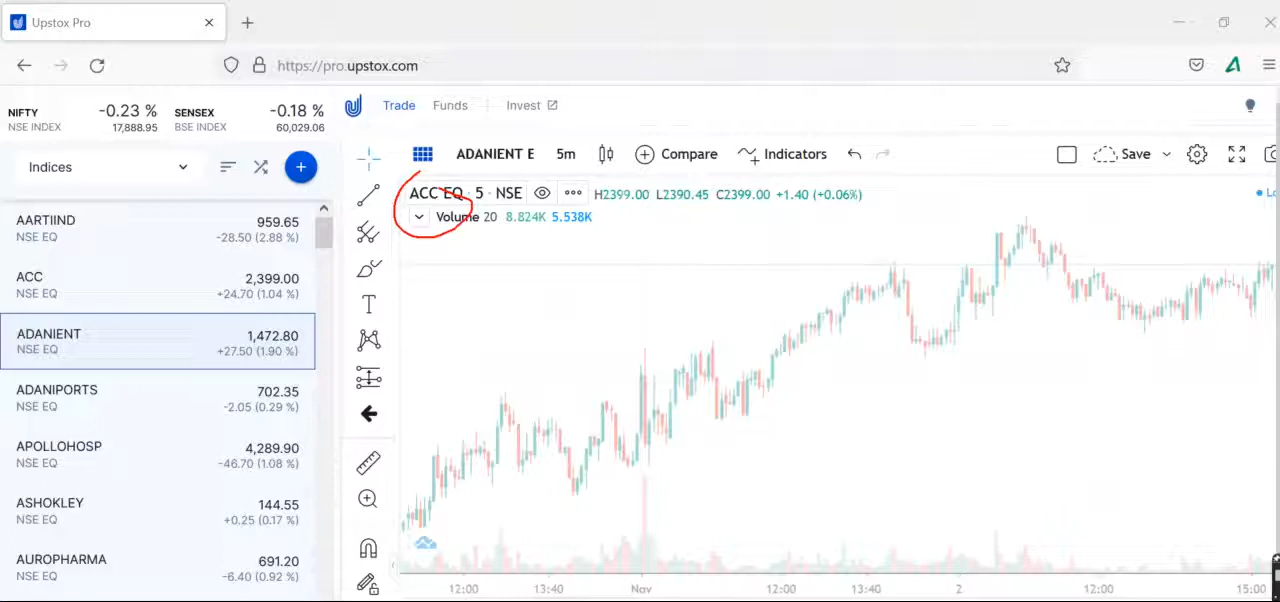 Upstox Pro
https://pro.upstox.com
NIFTY -0.23 % SENSEX -0.18 %
NSE INDEX 17,888.95 BSE INDEX 60,029.06
Trade Funds Invest
Indices
ADANIENT E 5m Compare Indicators Save
ACC EQ · 5 · NSE H2399.00 L2390.45 C2399.00 +1.40 (+0.06%)
Volume 20 8.824K 5.538K
AARTIIND 959.65
NSE EQ -28.50 (2.88 %)
ACC 2,399.00
NSE EQ +24.70 (1.04 %)
ADANIENT 1,472.80
NSE EQ +27.50 (1.90 %)
ADANIPORTS 702.35
NSE EQ -2.05 (0.29 %)
APOLLOHOSP 4,289.90
NSE EQ -46.70 (1.08 %)
ASHOKLEY 144.55
NSE EQ +0.25 (0.17 %)
AUROPHARMA 691.20
NSE EQ -6.40 (0.92 %)
12:00 13:40 Nov 12:00 13:40 2 12:00 15:00